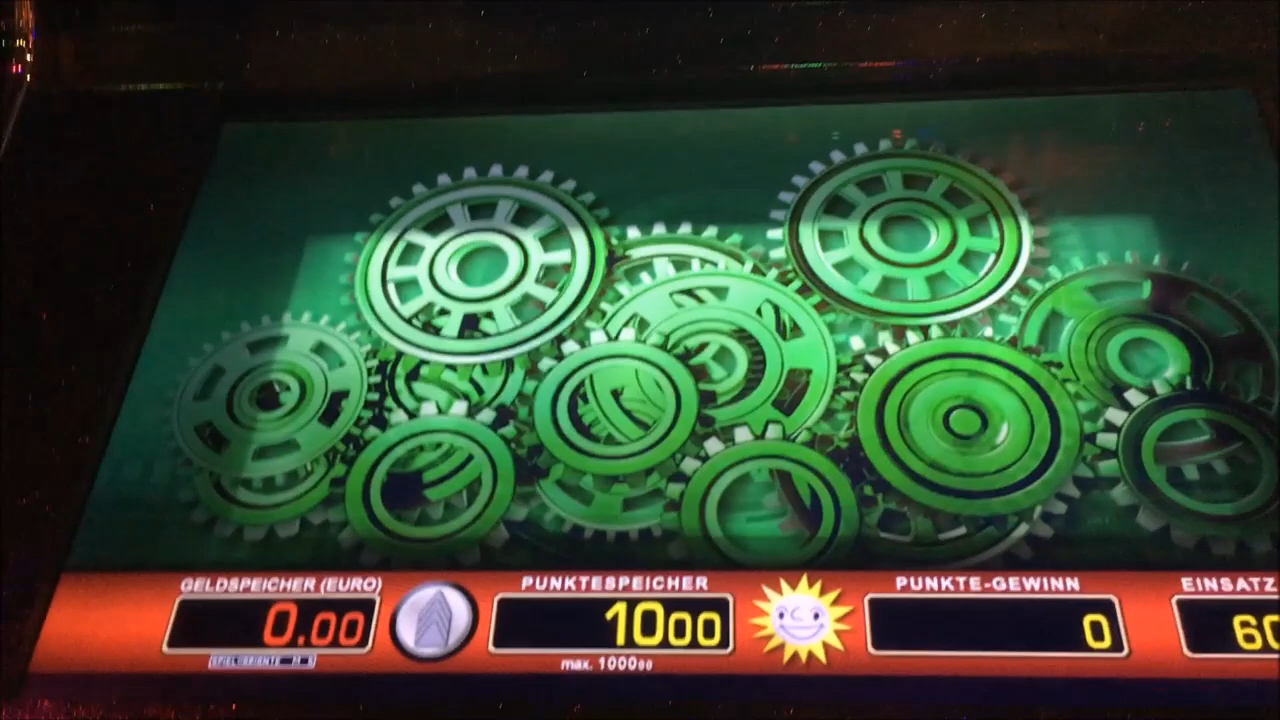 GELDSPEICHER (EURO)
PUNKTESPEICHER
PUNKTE-GEWINN
EINSATZ
0.00
1000
0
60
max. 100000